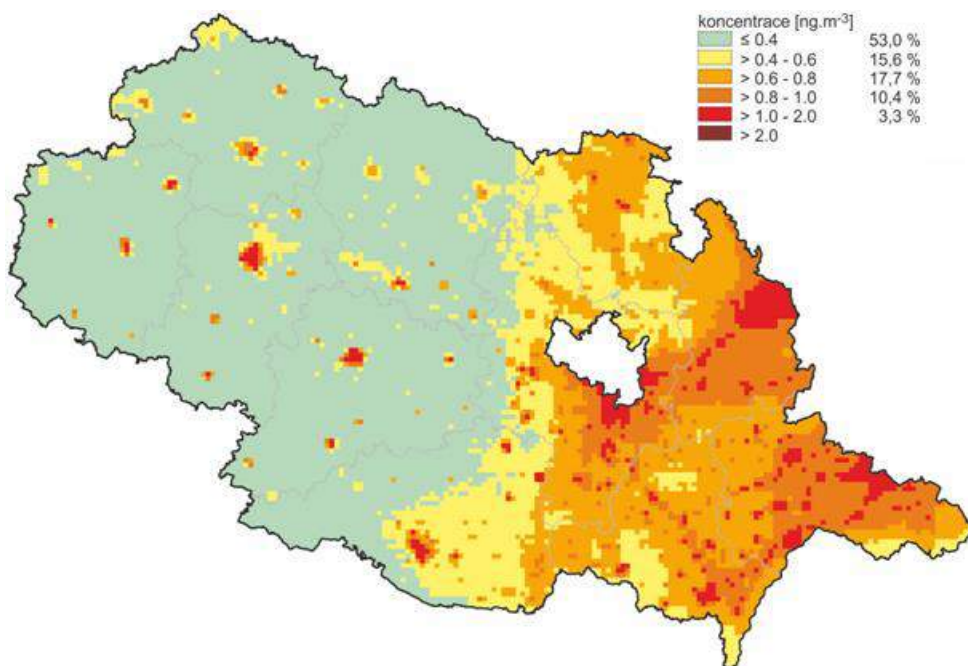 koncentrace [ng.m-3]
≤ 0.4 53,0 %
> 0.4 - 0.6 15,6 %
> 0.6 - 0.8 17,7 %
> 0.8 - 1.0 10,4 %
> 1.0 - 2.0 3,3 %
> 2.0